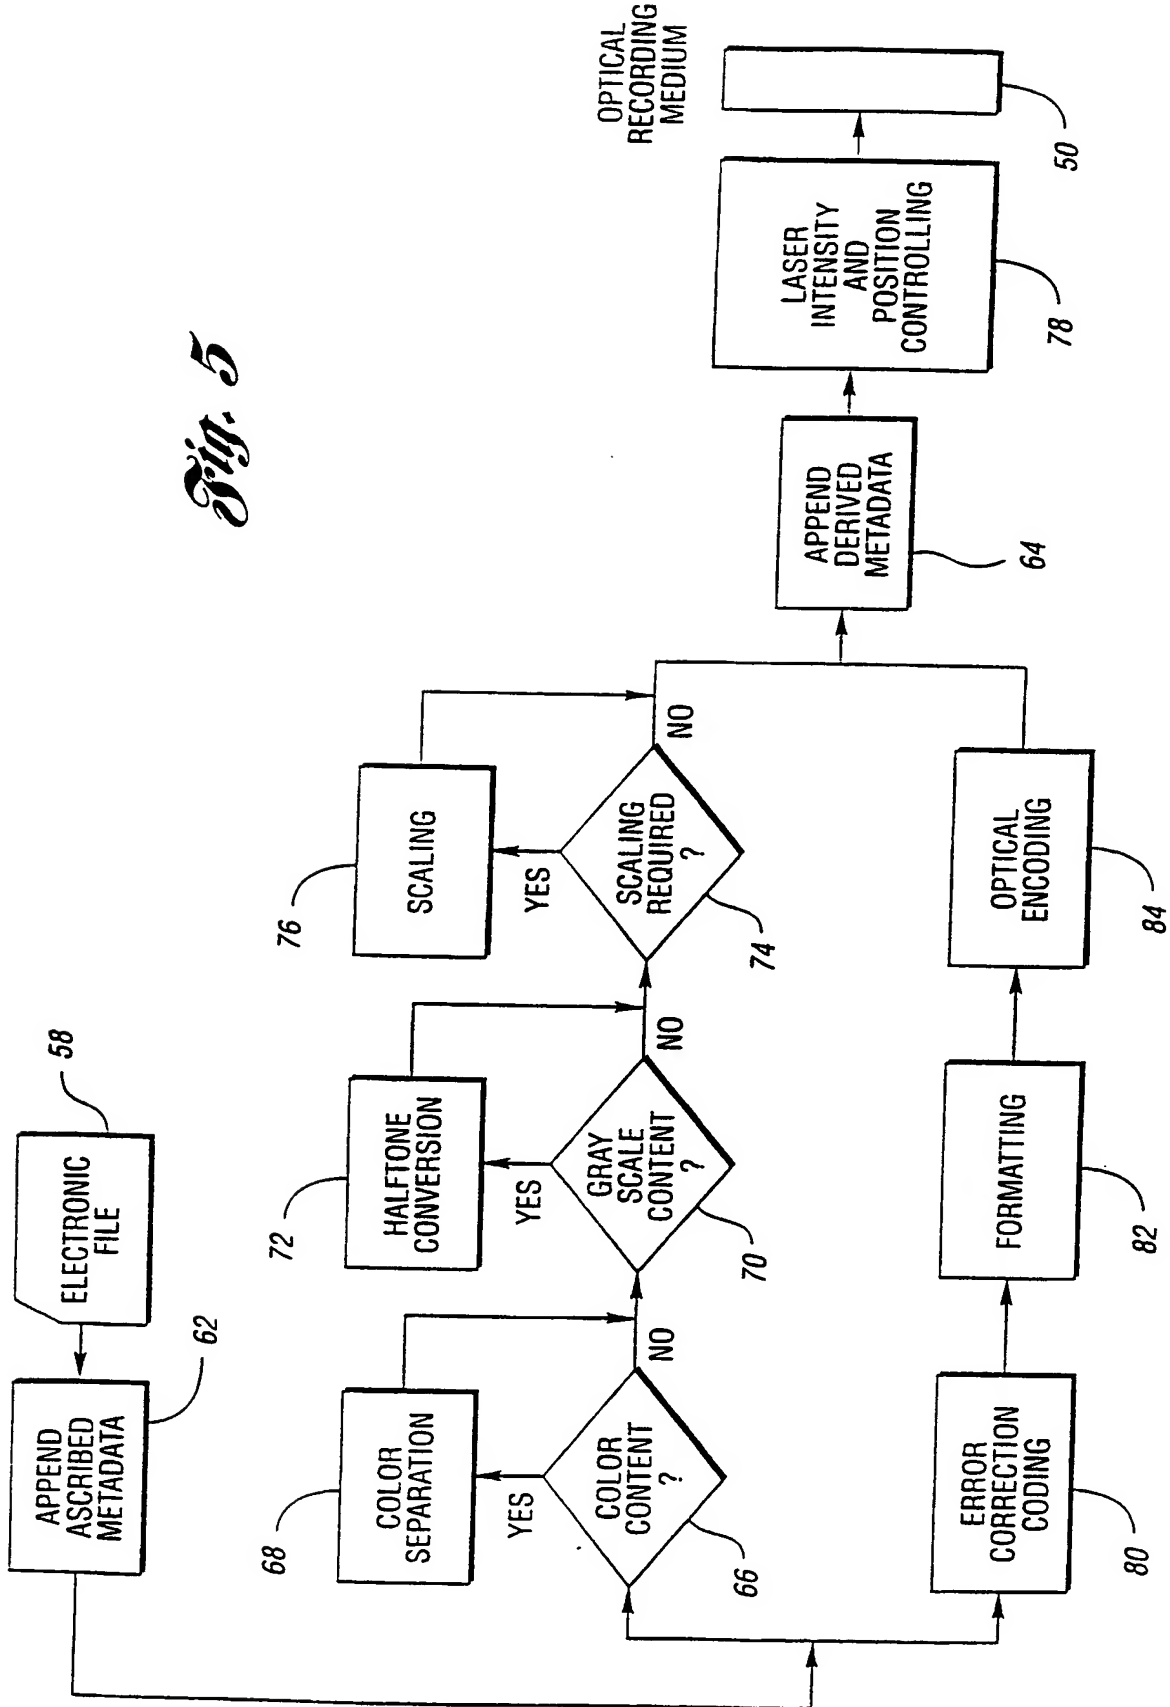 Fig. 5
ELECTRONIC
FILE
58
APPEND
ASCRIBED
METADATA
62
COLOR
SEPARATION
68
YES
COLOR
CONTENT
?
NO
66
HALFTONE
CONVERSION
72
YES
GRAY
SCALE
CONTENT
?
NO
70
SCALING
76
YES
SCALING
REQUIRED
?
NO
74
ERROR
CORRECTION
CODING
80
FORMATTING
82
OPTICAL
ENCODING
84
APPEND
DERIVED
METADATA
64
LASER
INTENSITY
AND
POSITION
CONTROLLING
78
OPTICAL
RECORDING
MEDIUM
50